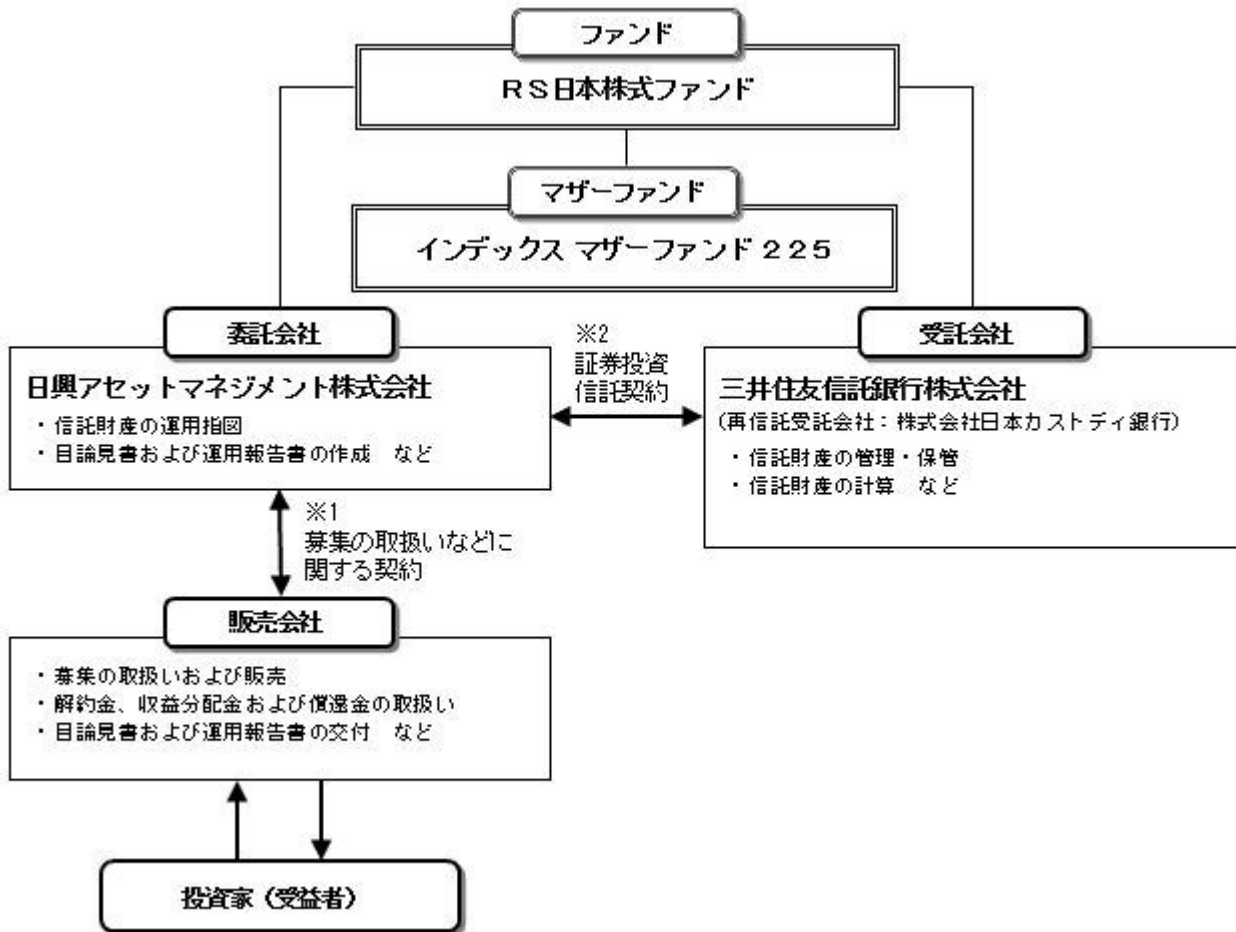 ファンド
RS日本株式ファンド
マザーファンド
インデックス マザーファンド 225
委託会社
日興アセットマネジメント株式会社
・信託財産の運用指図
・目論見書および運用報告書の作成 など
※2
証券投資
信託契約
受託会社
三井住友信託銀行株式会社
(再信託受託会社:株式会社日本カストディ銀行)
・信託財産の管理・保管
・信託財産の計算 など
※1
募集の取扱いなどに
関する契約
販売会社
・募集の取扱いおよび販売
・解約金、収益分配金および償還金の取扱い
・目論見書および運用報告書の交付 など
投資家(受益者)